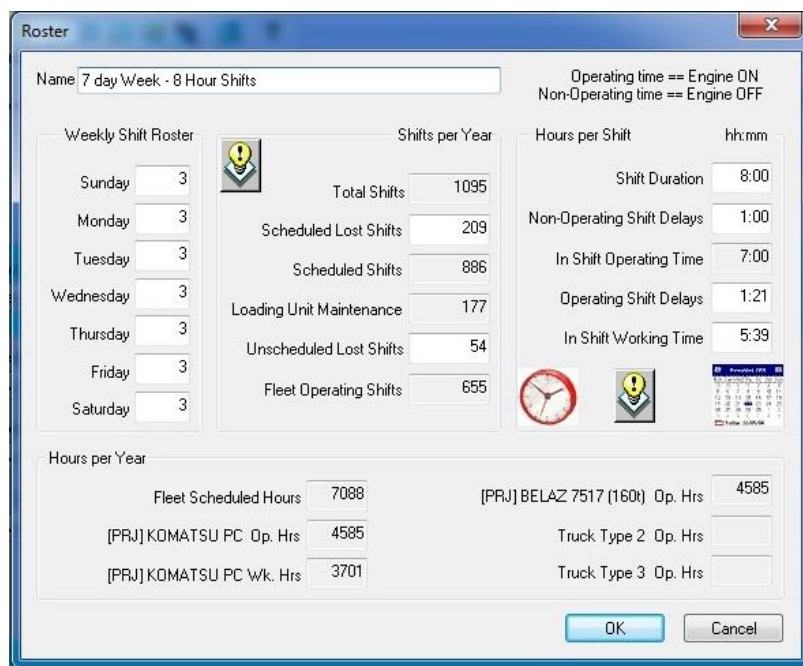 Roster
Name 7 day Week - 8 Hour Shifts
Operating time == Engine ON
Non-Operating time == Engine OFF
Weekly Shift Roster
Sunday 3
Monday 3
Tuesday 3
Wednesday 3
Thursday 3
Friday 3
Saturday 3
Shifts per Year
Total Shifts 1095
Scheduled Lost Shifts 209
Scheduled Shifts 886
Loading Unit Maintenance 177
Unscheduled Lost Shifts 54
Fleet Operating Shifts 655
Hours per Shift hh:mm
Shift Duration 8:00
Non-Operating Shift Delays 1:00
In Shift Operating Time 7:00
Operating Shift Delays 1:21
In Shift Working Time 5:39
Hours per Year
Fleet Scheduled Hours 7088
[PRJ] KOMATSU PC Op. Hrs 4585
[PRJ] KOMATSU PC Wk. Hrs 3701
[PRJ] BELAZ 7517 (160t) Op. Hrs 4585
Truck Type 2 Op. Hrs
Truck Type 3 Op. Hrs
OK
Cancel